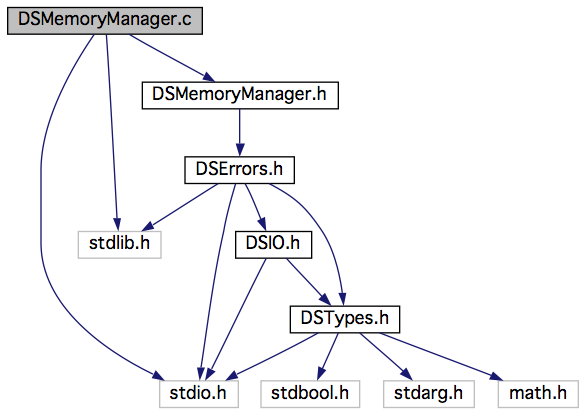 DSMemoryManager.c
DSMemoryManager.h
DSErrors.h
stdlib.h
DSIO.h
DSTypes.h
stdio.h
stdbool.h
stdarg.h
math.h